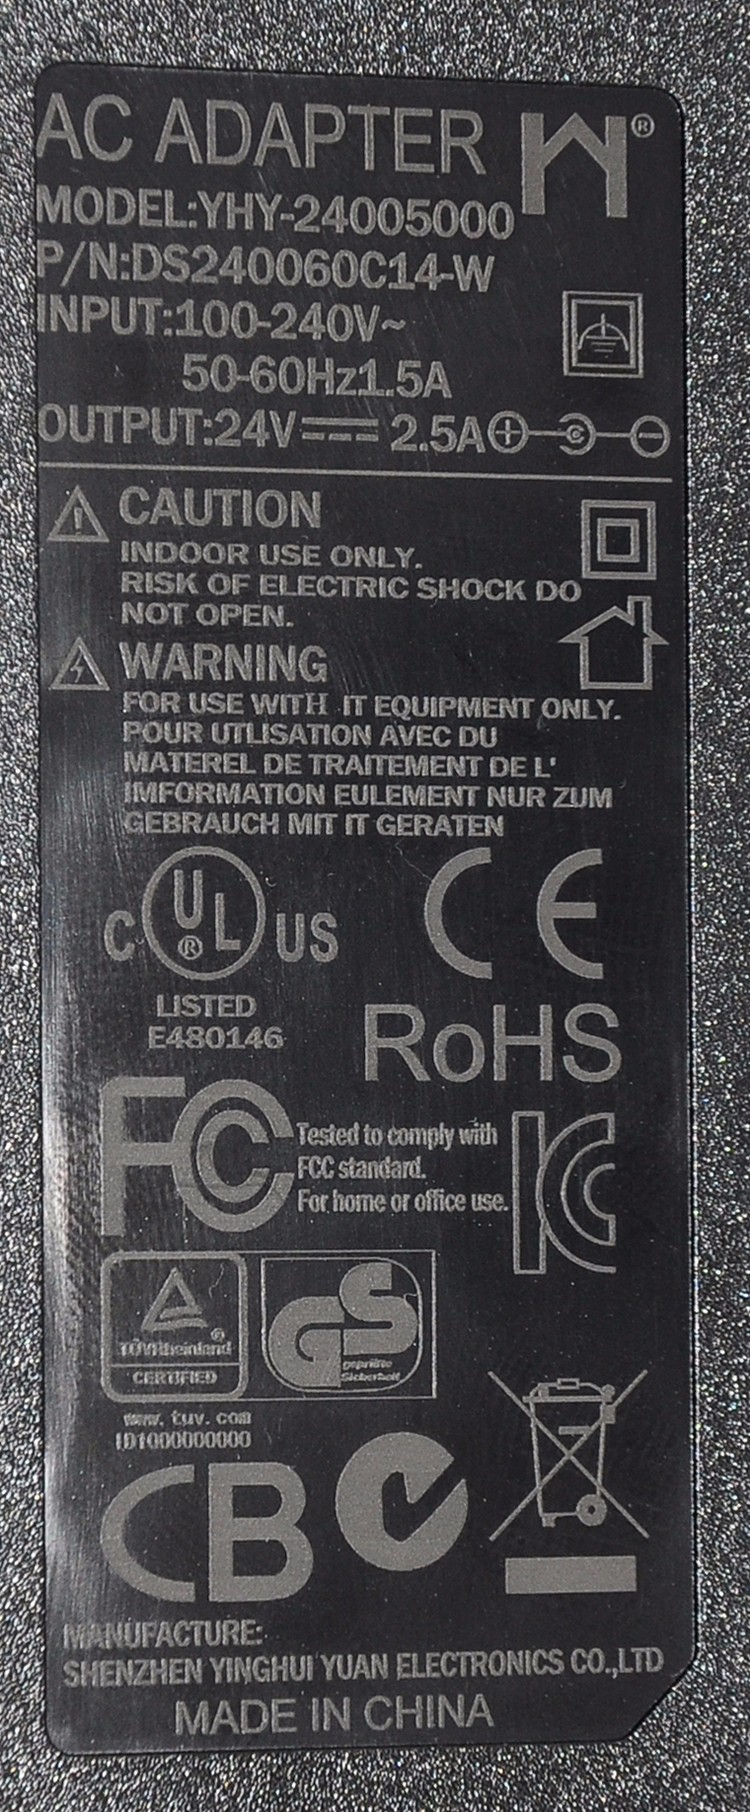 AC ADAPTER
®
MODEL:YHY-24005000
P/N:DS240060C14-W
INPUT:100-240V~
50-60Hz1.5A
OUTPUT:24V⎓2.5A
CAUTION
INDOOR USE ONLY.
RISK OF ELECTRIC SHOCK DO
NOT OPEN.
WARNING
FOR USE WITH IT EQUIPMENT ONLY.
POUR UTLISATION AVEC DU
MATEREL DE TRAITEMENT DE L'
IMFORMATION EULEMENT NUR ZUM
GEBRAUCH MIT IT GERATEN
C UL® US
CE
LISTED
E480146
RoHS
FC
Tested to comply with
FCC standard.
For home or office use.
TÜVRheinland®
CERTIFIED
GS
geprüfte
Sicherheit
www.tuv.com
ID1000000000
CB
MANUFACTURE:
SHENZHEN YINGHUI YUAN ELECTRONICS CO.,LTD
MADE IN CHINA